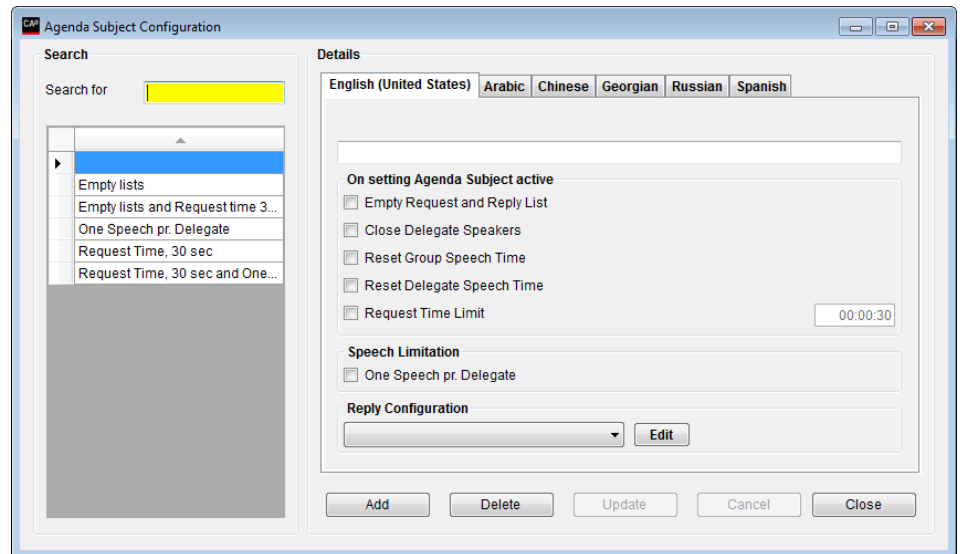 CAº Agenda Subject Configuration
Search
Search for
Empty lists
Empty lists and Request time 3...
One Speech pr. Delegate
Request Time, 30 sec
Request Time, 30 sec and One...
Details
English (United States) Arabic Chinese Georgian Russian Spanish
On setting Agenda Subject active
Empty Request and Reply List
Close Delegate Speakers
Reset Group Speech Time
Reset Delegate Speech Time
Request Time Limit 00:00:30
Speech Limitation
One Speech pr. Delegate
Reply Configuration
Edit
Add Delete Update Cancel Close